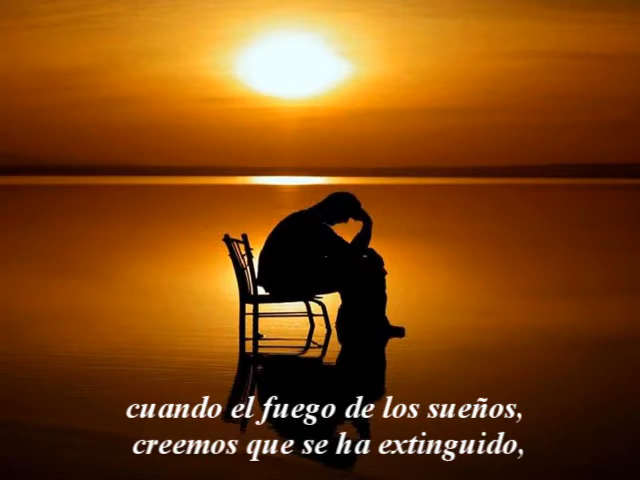 cuando el fuego de los sueños,
creemos que se ha extinguido,